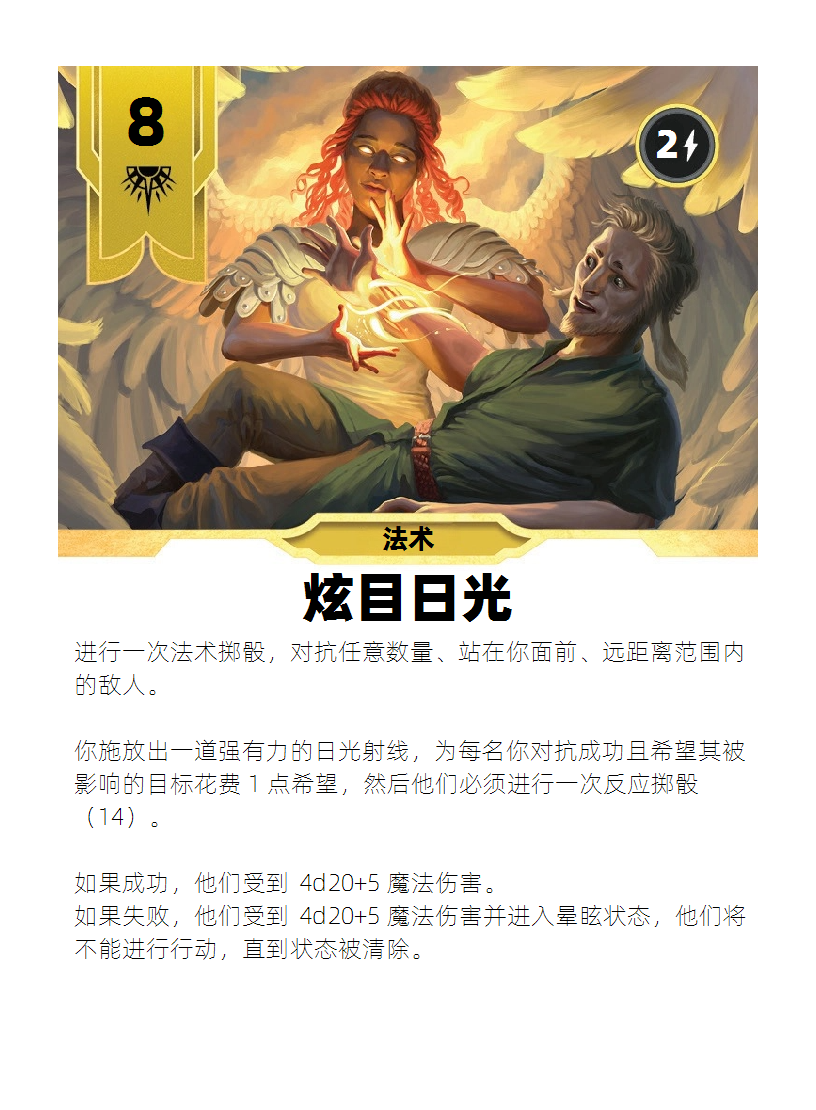 8
2
法术
炫目日光
进行一次法术掷骰，对抗任意数量、站在你面前、远距离范围内
的敌人。
你施放出一道强有力的日光射线，为每名你对抗成功且希望其被
影响的目标花费 1 点希望，然后他们必须进行一次反应掷骰
（14）。
如果成功，他们受到 4d20+5 魔法伤害。
如果失败，他们受到 4d20+5 魔法伤害并进入晕眩状态，他们将
不能进行行动，直到状态被清除。